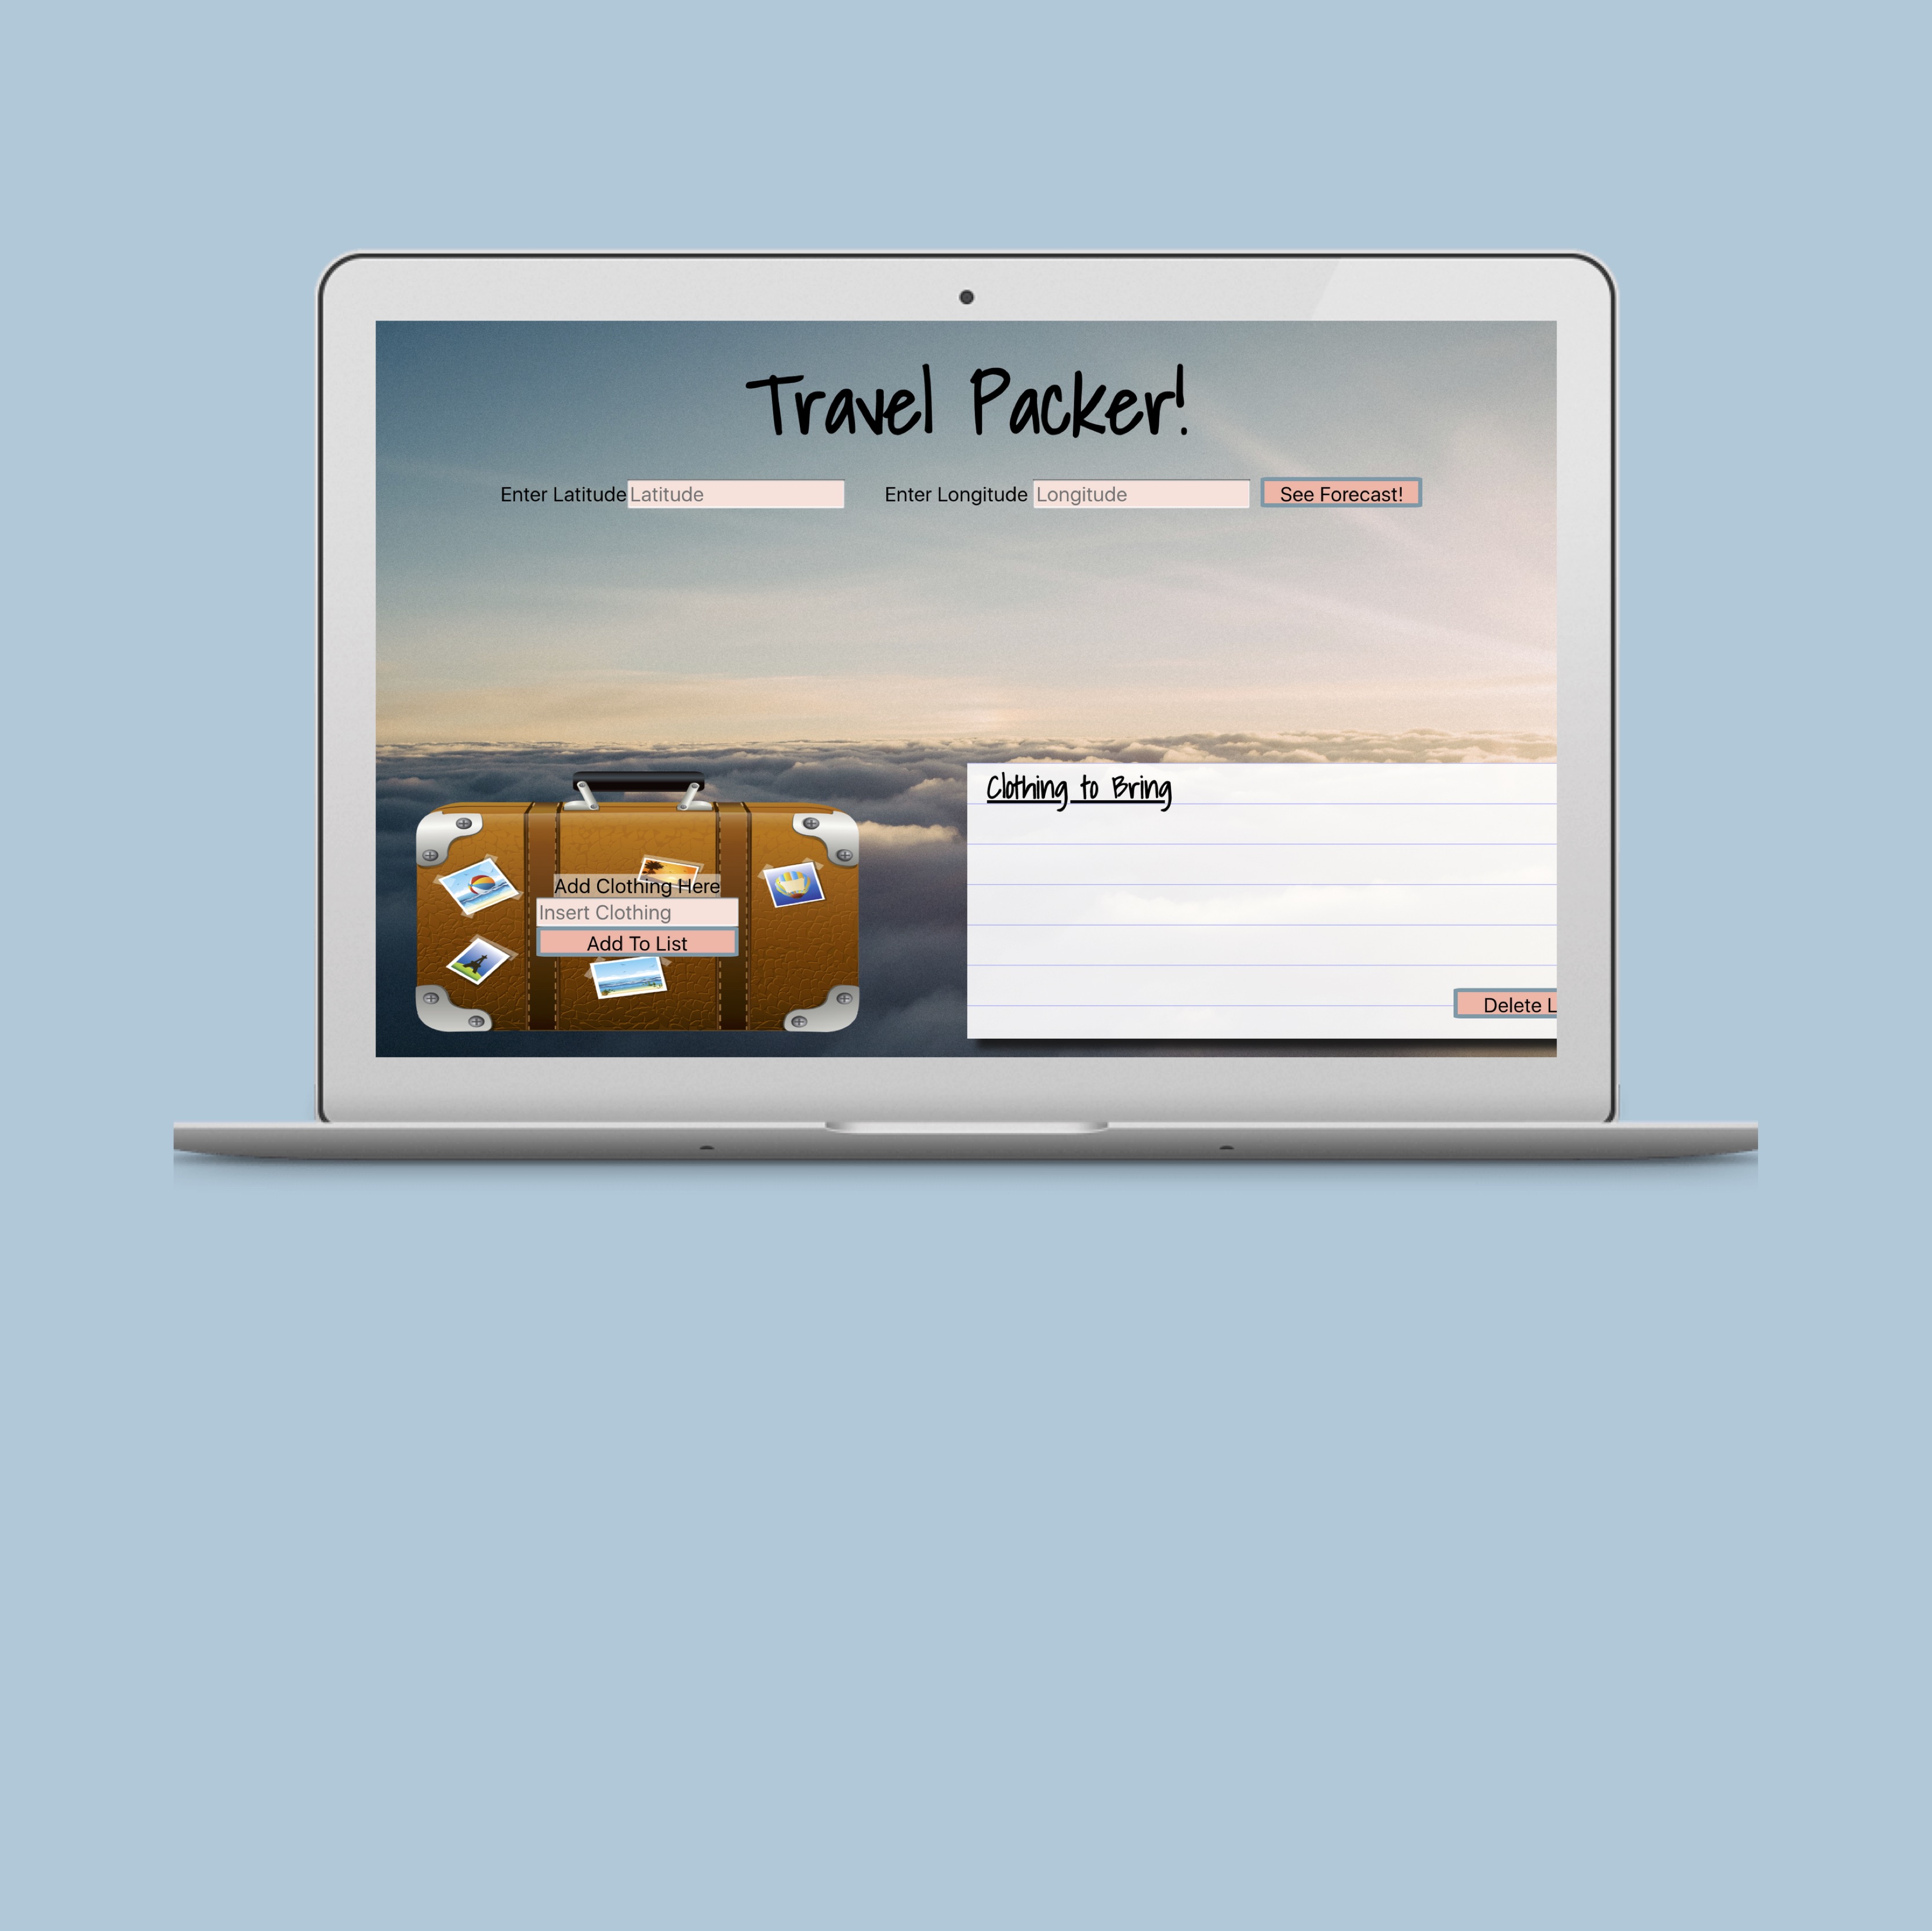 Travel Packer!
Enter Latitude Latitude Enter Longitude Longitude See Forecast!
Clothing to Bring
Add Clothing Here
Insert Clothing
Add To List
Delete L